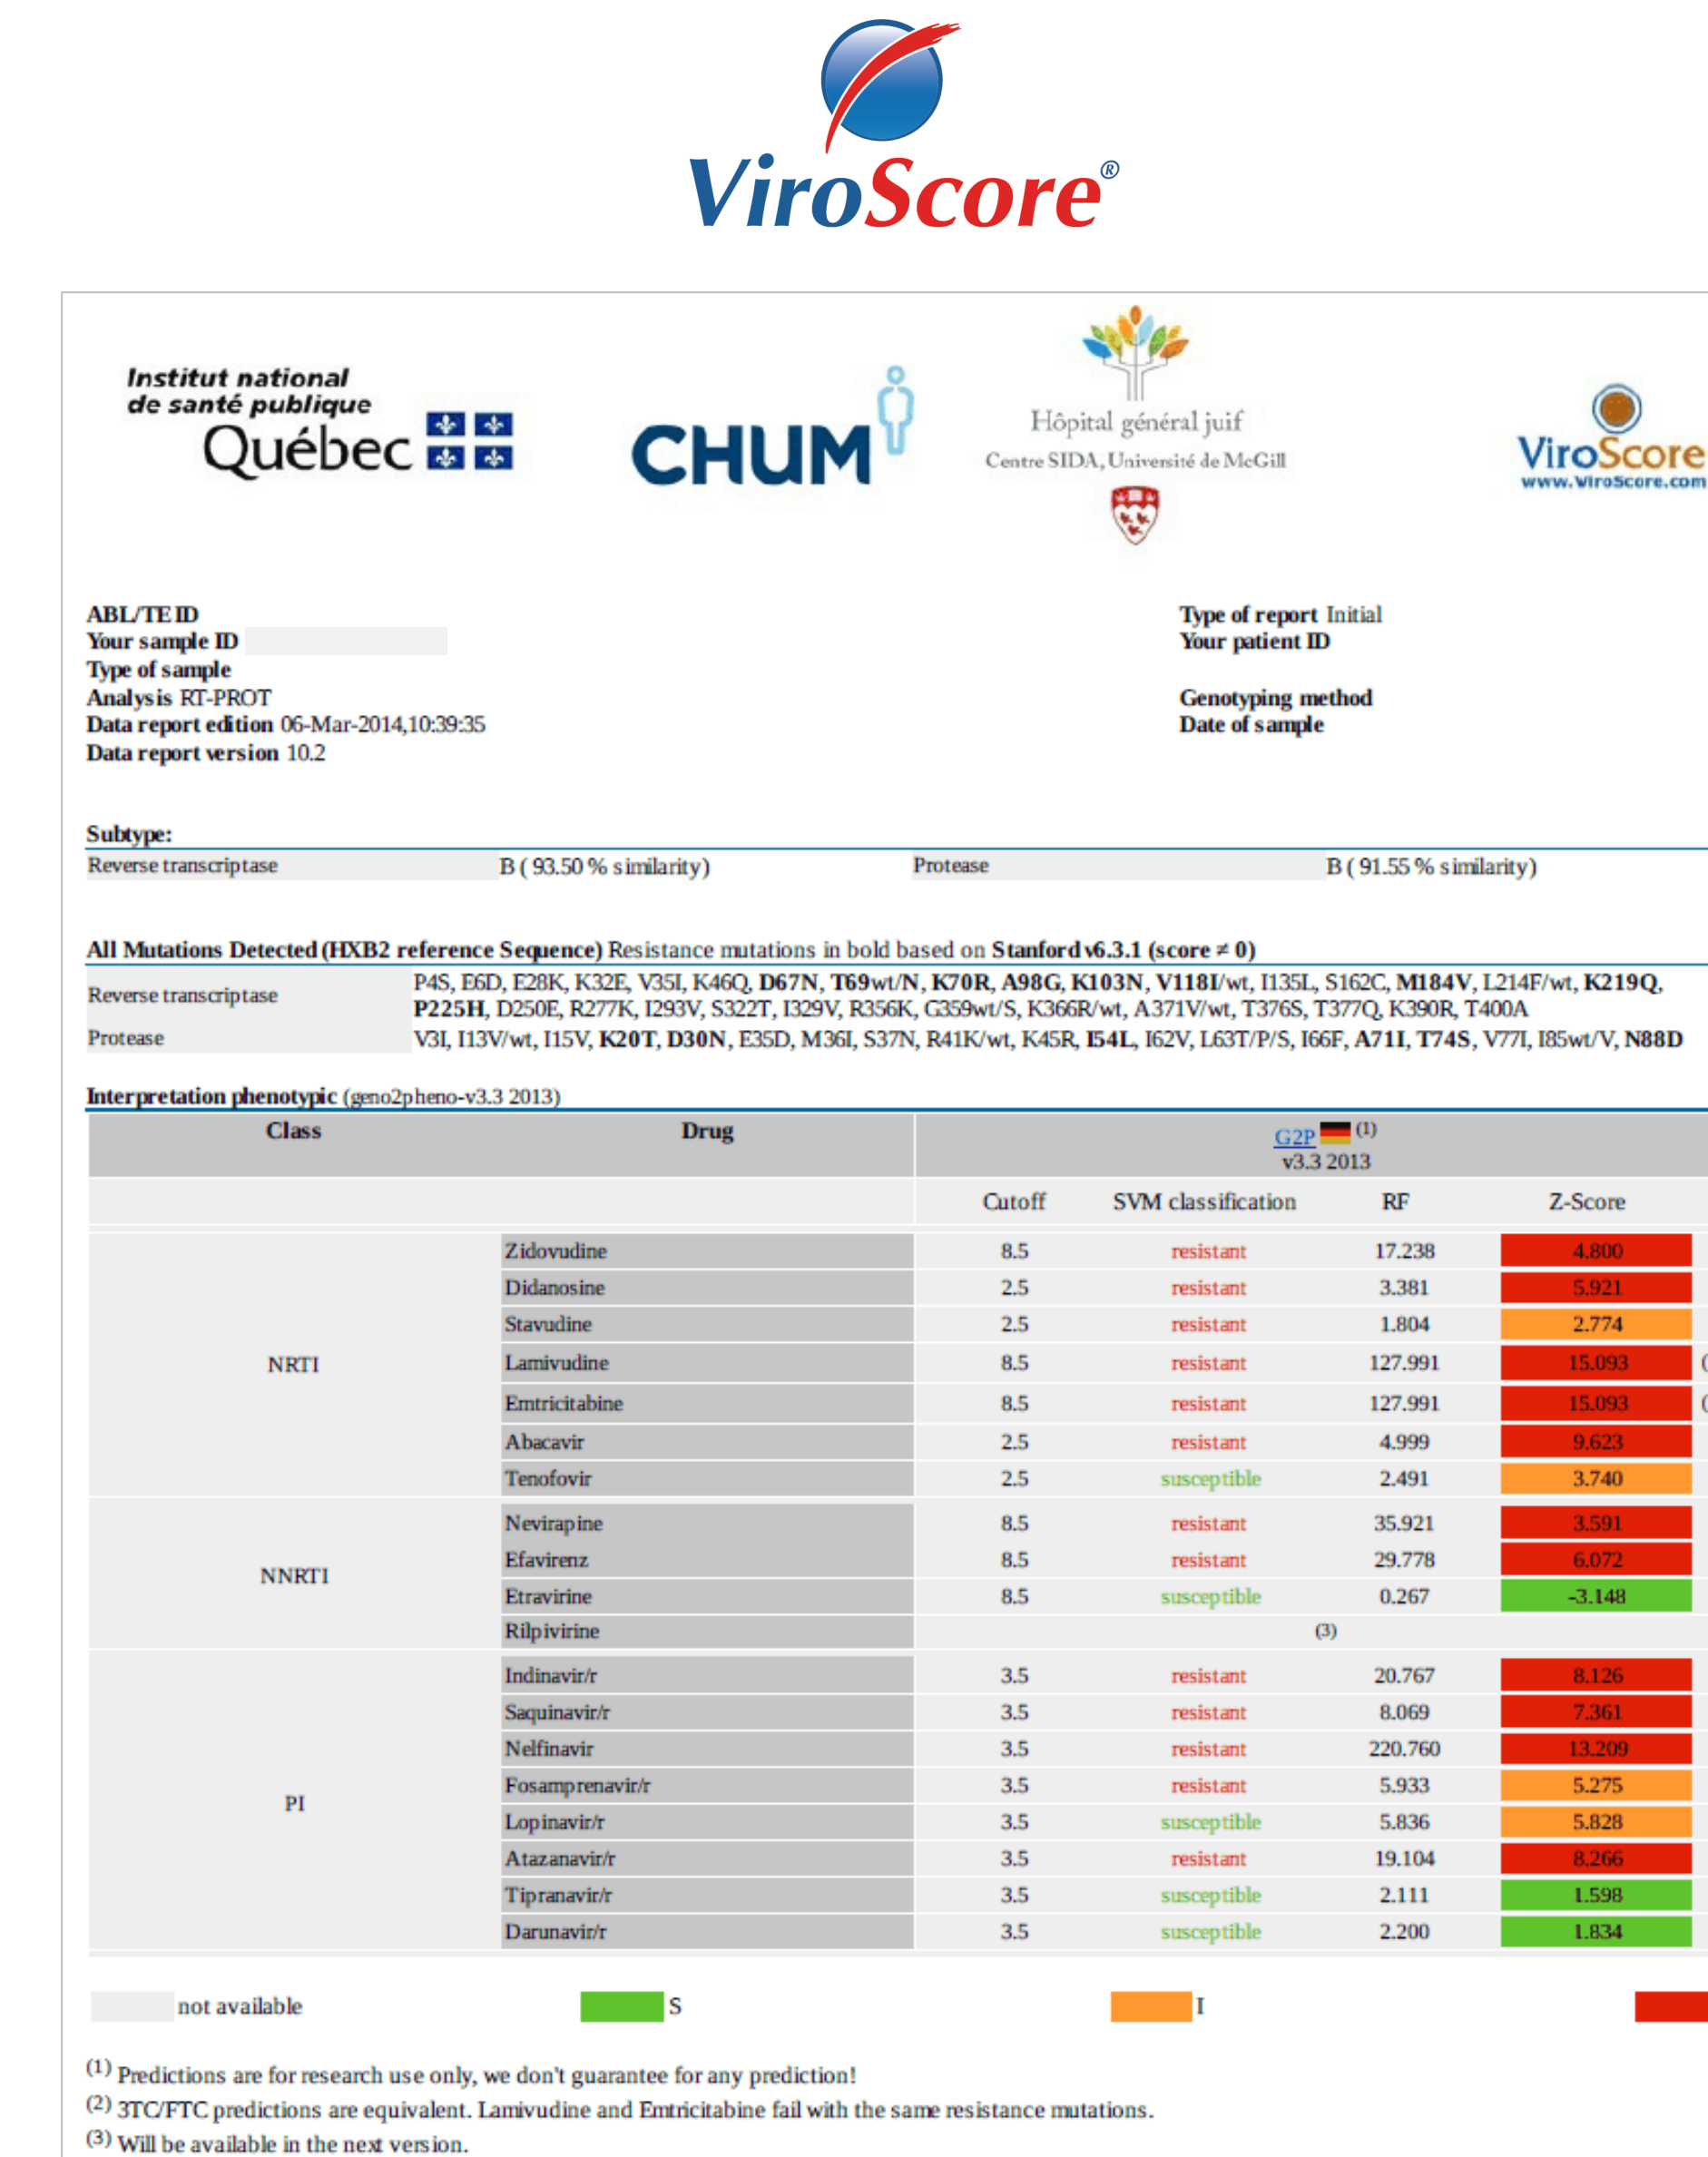 ViroScore®
Institut national
de santé publique
Québec
CHUM
Hôpital général juif
Centre SIDA, Université de McGill
ViroScore
www.ViroScore.com
ABL/TE ID
Your sample ID
Type of sample
Analysis RT-PROT
Data report edition 06-Mar-2014,10:39:35
Data report version 10.2
Type of report Initial
Your patient ID
Genotyping method
Date of sample
Subtype:
Reverse transcriptase B ( 93.50 % similarity) Protease B ( 91.55 % similarity)
All Mutations Detected (HXB2 reference Sequence) Resistance mutations in bold based on Stanford v6.3.1 (score ≠ 0)
Reverse transcriptase P4S, E6D, E28K, K32E, V35I, K46Q, D67N, T69wt/N, K70R, A98G, K103N, V118I/wt, I135L, S162C, M184V, L214F/wt, K219Q,
P225H, D250E, R277K, I293V, S322T, I329V, R356K, G359wt/S, K366R/wt, A371V/wt, T376S, T377Q, K390R, T400A
Protease V3I, I13V/wt, I15V, K20T, D30N, E35D, M36I, S37N, R41K/wt, K45R, I54L, I62V, L63T/P/S, I66F, A71I, T74S, V77I, I85wt/V, N88D
Interpretation phenotypic (geno2pheno-v3.3 2013)
Class Drug G2P (1)
v3.3 2013
Cutoff SVM classification RF Z-Score
Zidovudine 8.5 resistant 17.238 4.800
Didanosine 2.5 resistant 3.381 5.921
Stavudine 2.5 resistant 1.804 2.774
NRTI Lamivudine 8.5 resistant 127.991 15.093 (
Emtricitabine 8.5 resistant 127.991 15.093 (
Abacavir 2.5 resistant 4.999 9.623
Tenofovir 2.5 susceptible 2.491 3.740
Nevirapine 8.5 resistant 35.921 3.591
NNRTI Efavirenz 8.5 resistant 29.778 6.072
Etravirine 8.5 susceptible 0.267 -3.148
Rilpivirine (3)
Indinavir/r 3.5 resistant 20.767 8.126
Saquinavir/r 3.5 resistant 8.069 7.361
Nelfinavir 3.5 resistant 220.760 13.209
PI Fosamprenavir/r 3.5 resistant 5.933 5.275
Lopinavir/r 3.5 susceptible 5.836 5.828
Atazanavir/r 3.5 resistant 19.104 8.266
Tipranavir/r 3.5 susceptible 2.111 1.598
Darunavir/r 3.5 susceptible 2.200 1.834
not available S I
(1) Predictions are for research use only, we don't guarantee for any prediction!
(2) 3TC/FTC predictions are equivalent. Lamivudine and Emtricitabine fail with the same resistance mutations.
(3) Will be available in the next version.